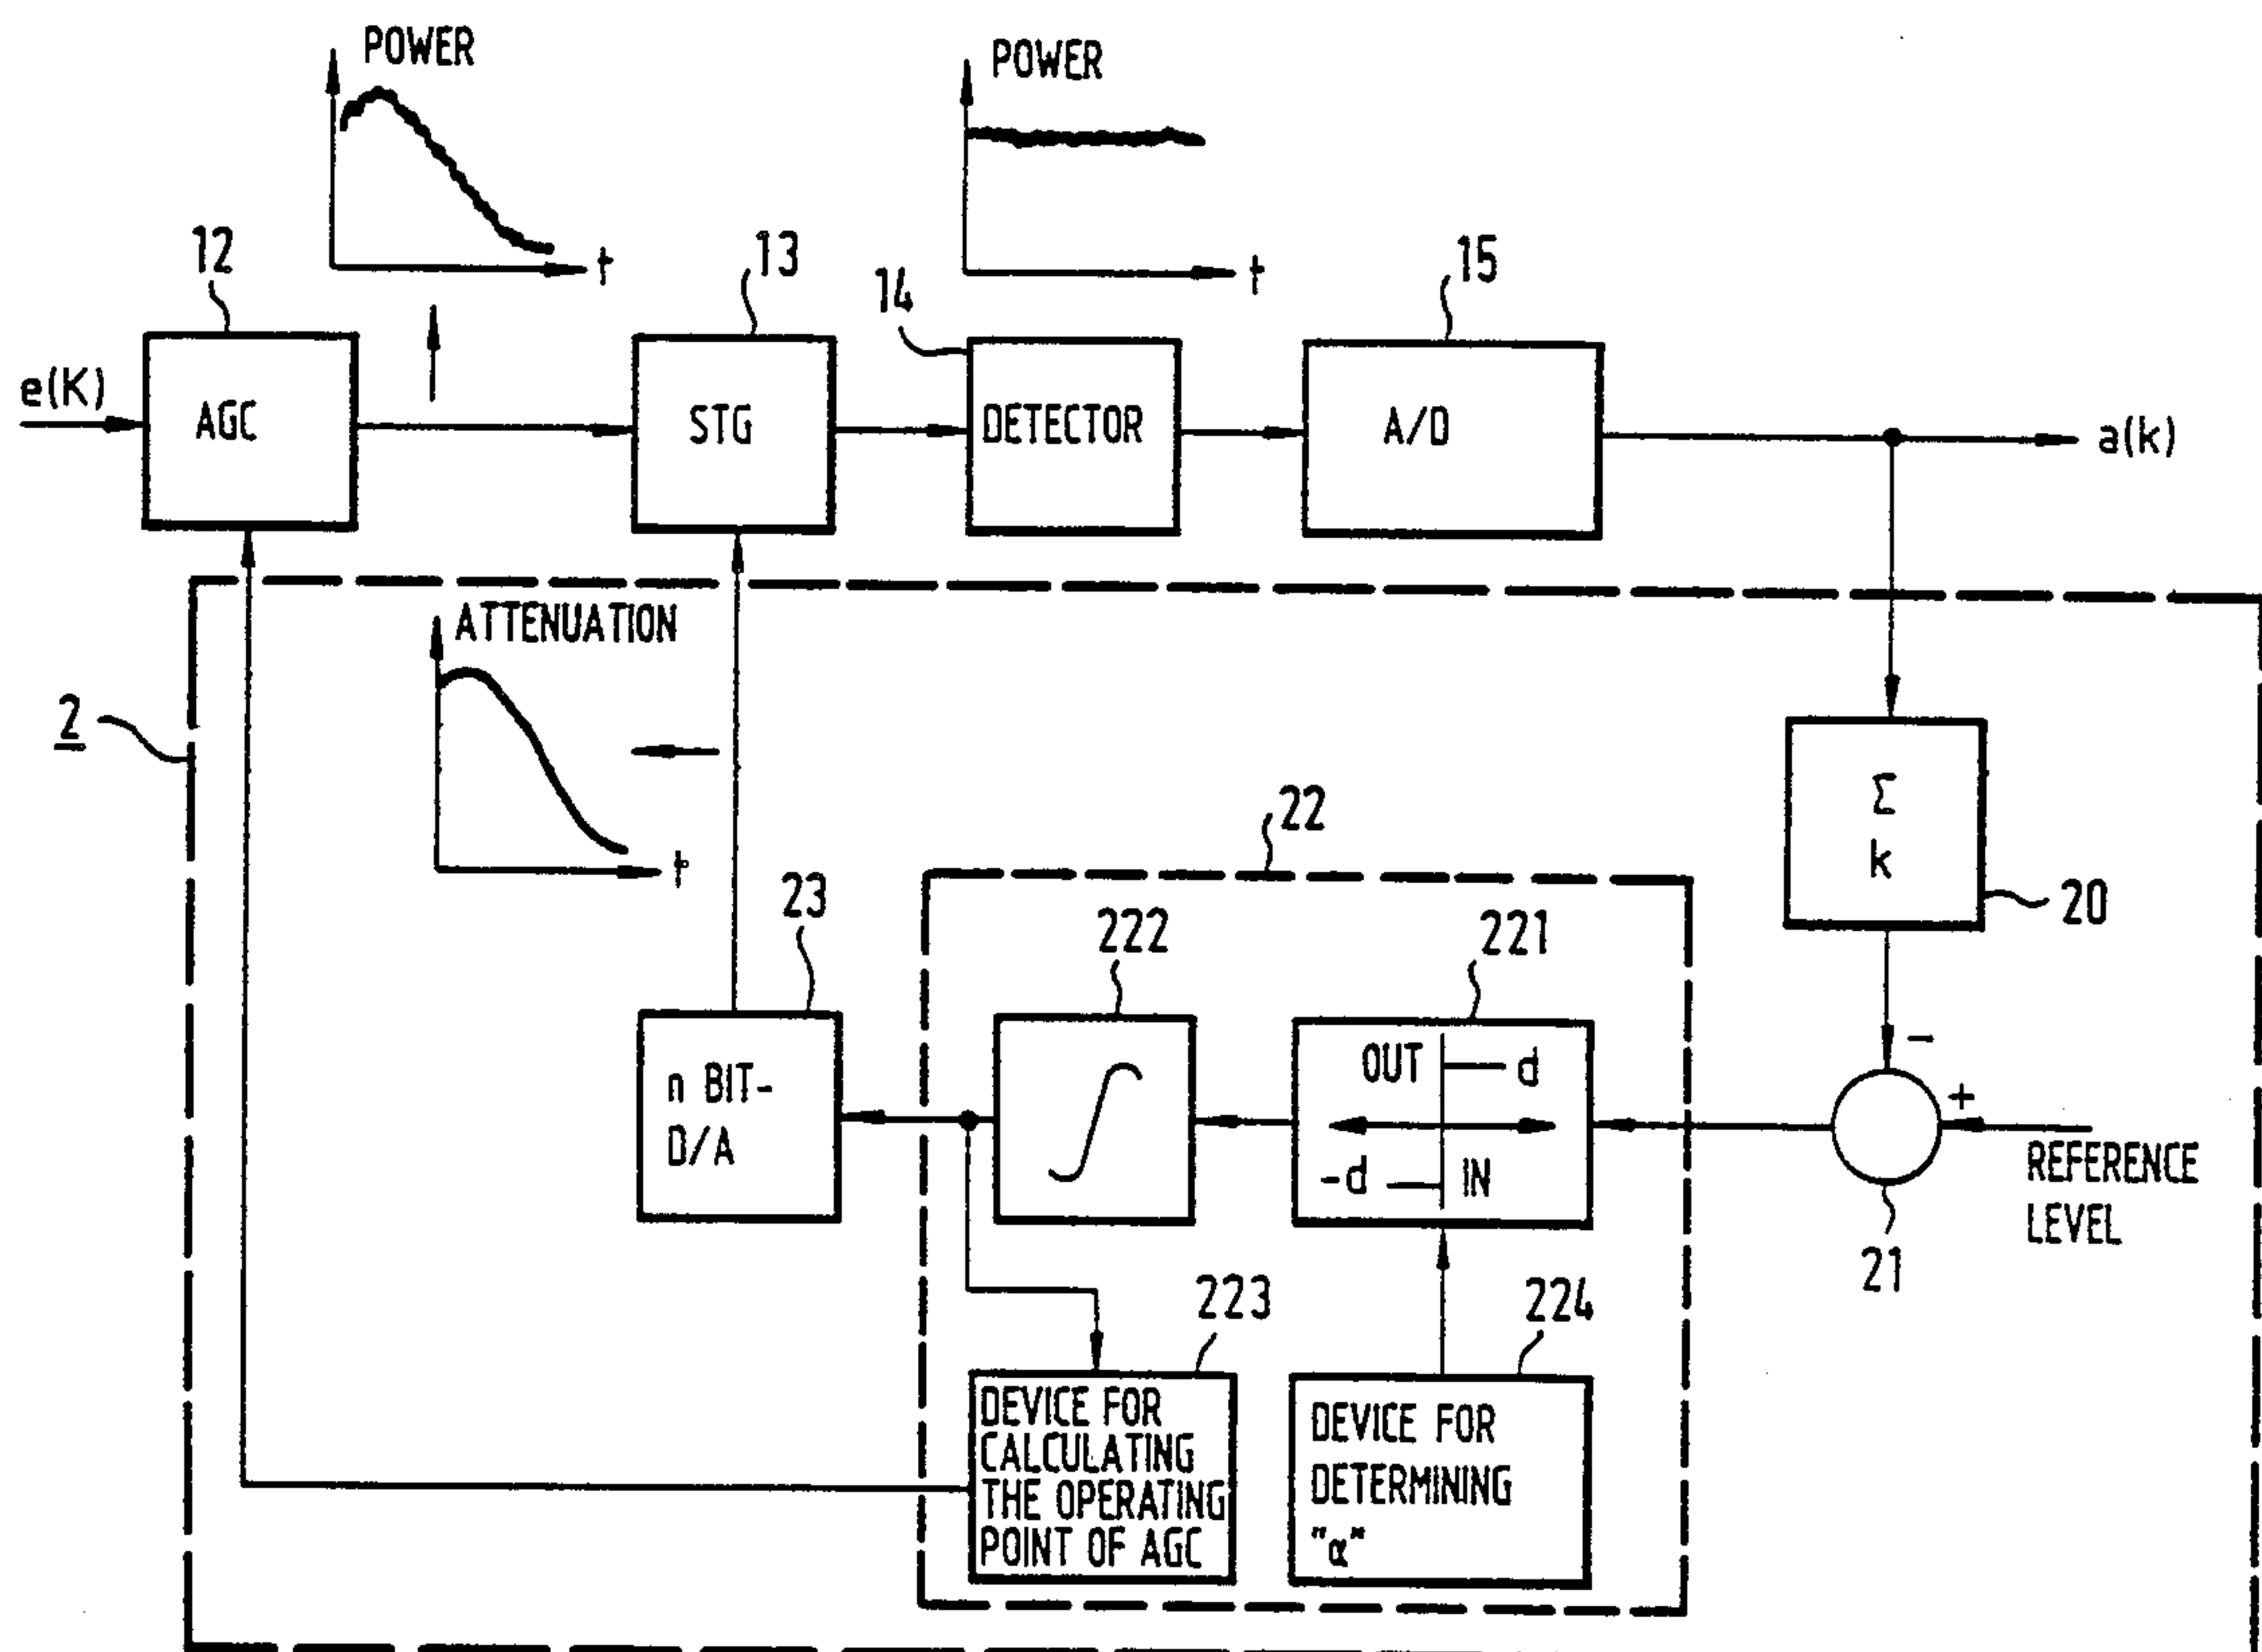 POWER
POWER
t
t
12
13
14
15
e(K)
AGC
STG
DETECTOR
A/D
a(k)
ATTENUATION
t
2
Σ
k
20
22
23
222
221
n BIT-
D/A
OUT
d
-d
IN
-
+
REFERENCE
LEVEL
21
223
224
DEVICE FOR
CALCULATING
THE OPERATING
POINT OF AGC
DEVICE FOR
DETERMINING
"α"